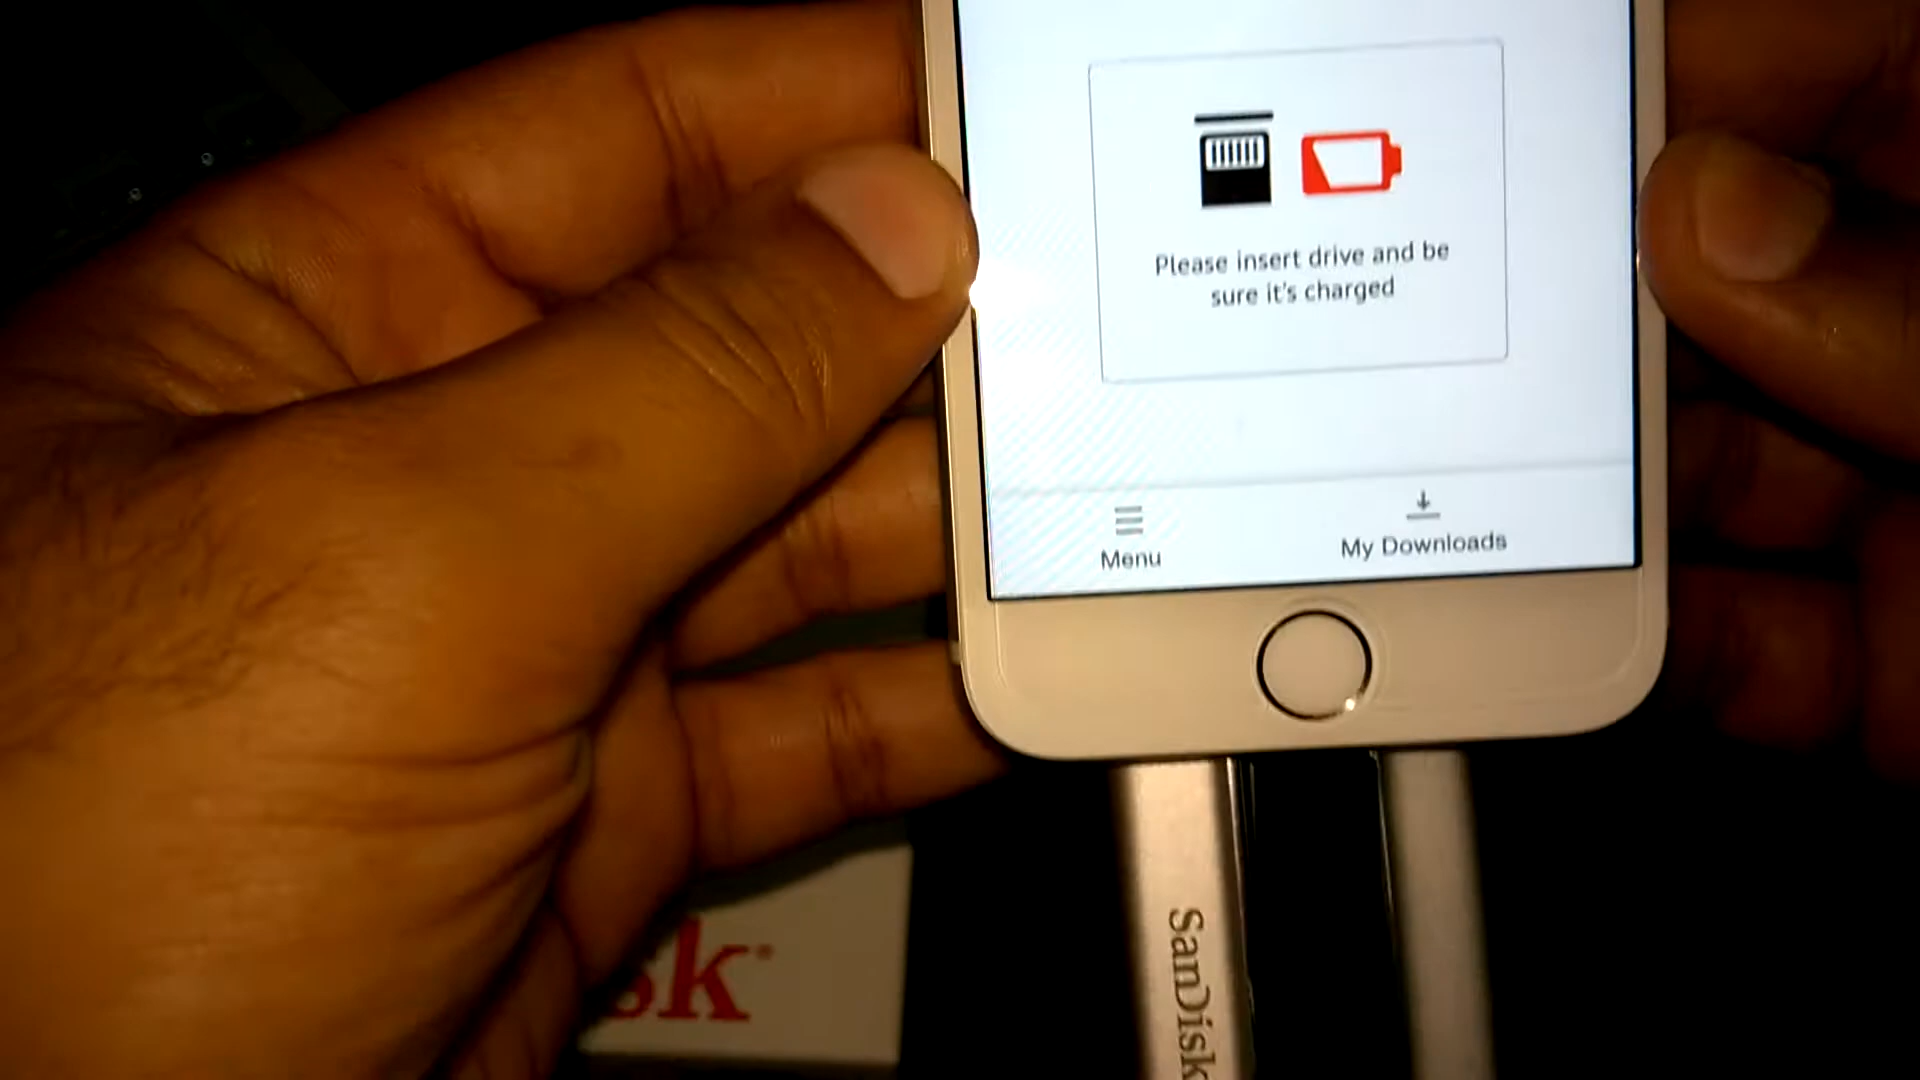 Please insert drive and be
sure it's charged
Menu
My Downloads
SanDisk
sk®